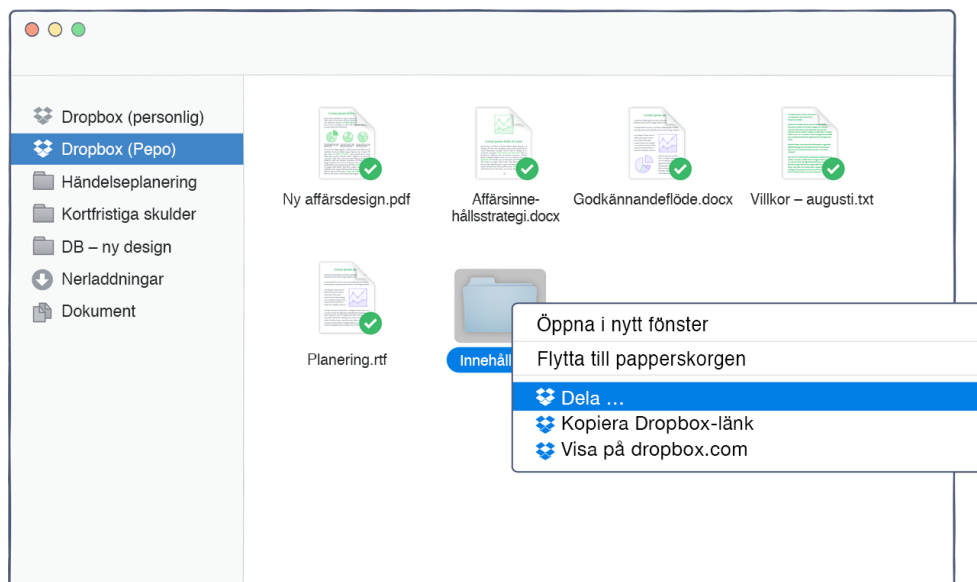 Dropbox (personlig)
Dropbox (Pepo)
Händelseplanering
Kortfristiga skulder
DB – ny design
Nerladdningar
Dokument
Ny affärsdesign.pdf
Affärsinne-
hållsstrategi.docx
Godkännandeflöde.docx
Villkor – augusti.txt
Planering.rtf
Innehåll
Öppna i nytt fönster
Flytta till papperskorgen
Dela ...
Kopiera Dropbox-länk
Visa på dropbox.com